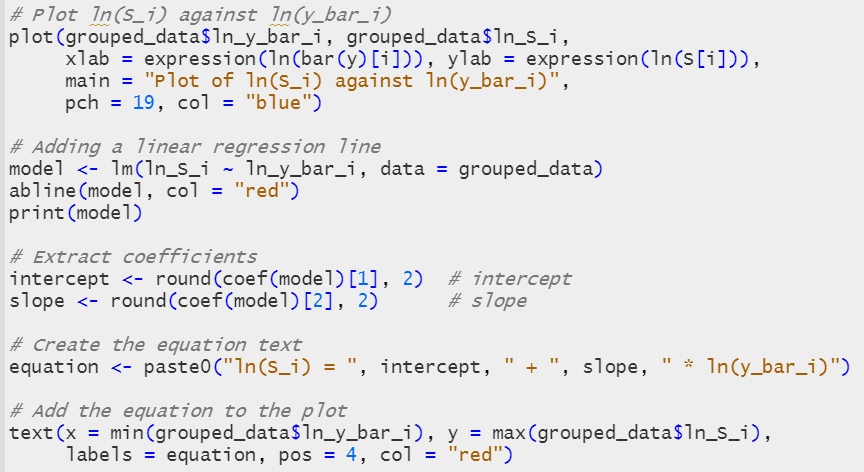 # Plot ln(S_i) against ln(y_bar_i)
plot(grouped_data$ln_y_bar_i, grouped_data$ln_S_i,
     xlab = expression(ln(bar(y)[i])), ylab = expression(ln(S[i])),
     main = "Plot of ln(S_i) against ln(y_bar_i)",
     pch = 19, col = "blue")

# Adding a linear regression line
model <- lm(ln_S_i ~ ln_y_bar_i, data = grouped_data)
abline(model, col = "red")
print(model)

# Extract coefficients
intercept <- round(coef(model)[1], 2)  # intercept
slope <- round(coef(model)[2], 2)      # slope

# Create the equation text
equation <- paste0("ln(S_i) = ", intercept, " + ", slope, " * ln(y_bar_i)")

# Add the equation to the plot
text(x = min(grouped_data$ln_y_bar_i), y = max(grouped_data$ln_S_i),
     labels = equation, pos = 4, col = "red")